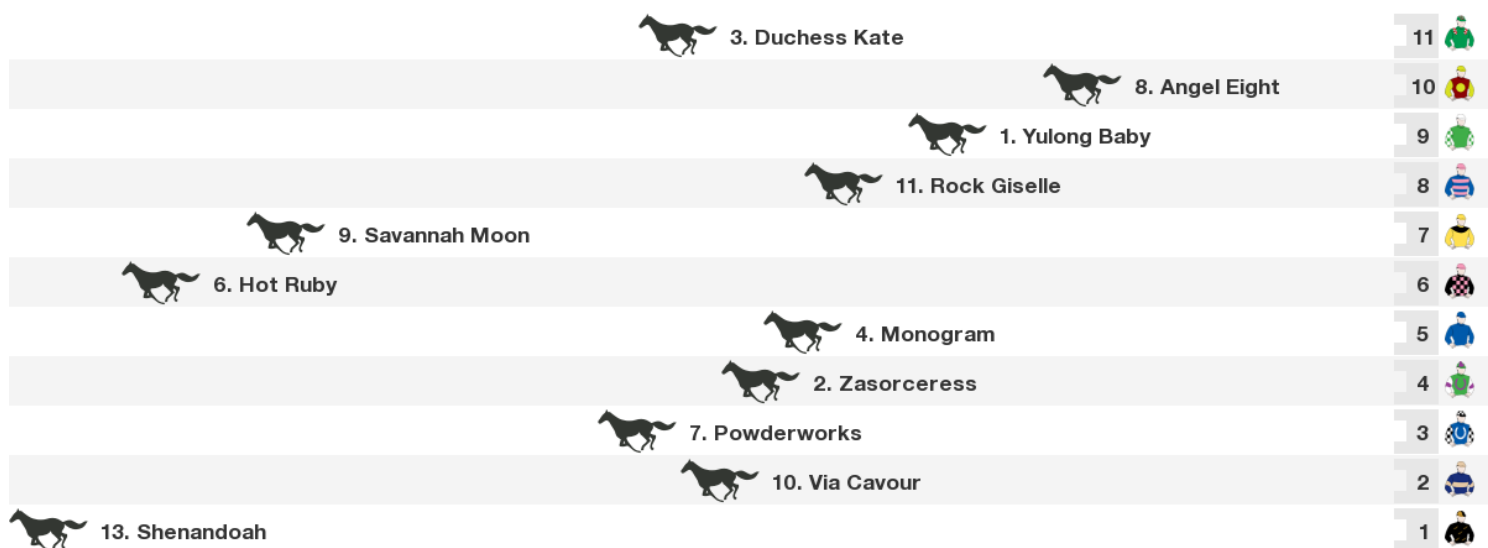 3. Duchess Kate 11
8. Angel Eight 10
1. Yulong Baby 9
11. Rock Giselle 8
9. Savannah Moon 7
6. Hot Ruby 6
4. Monogram 5
2. Zasorceress 4
7. Powderworks 3
10. Via Cavour 2
13. Shenandoah 1